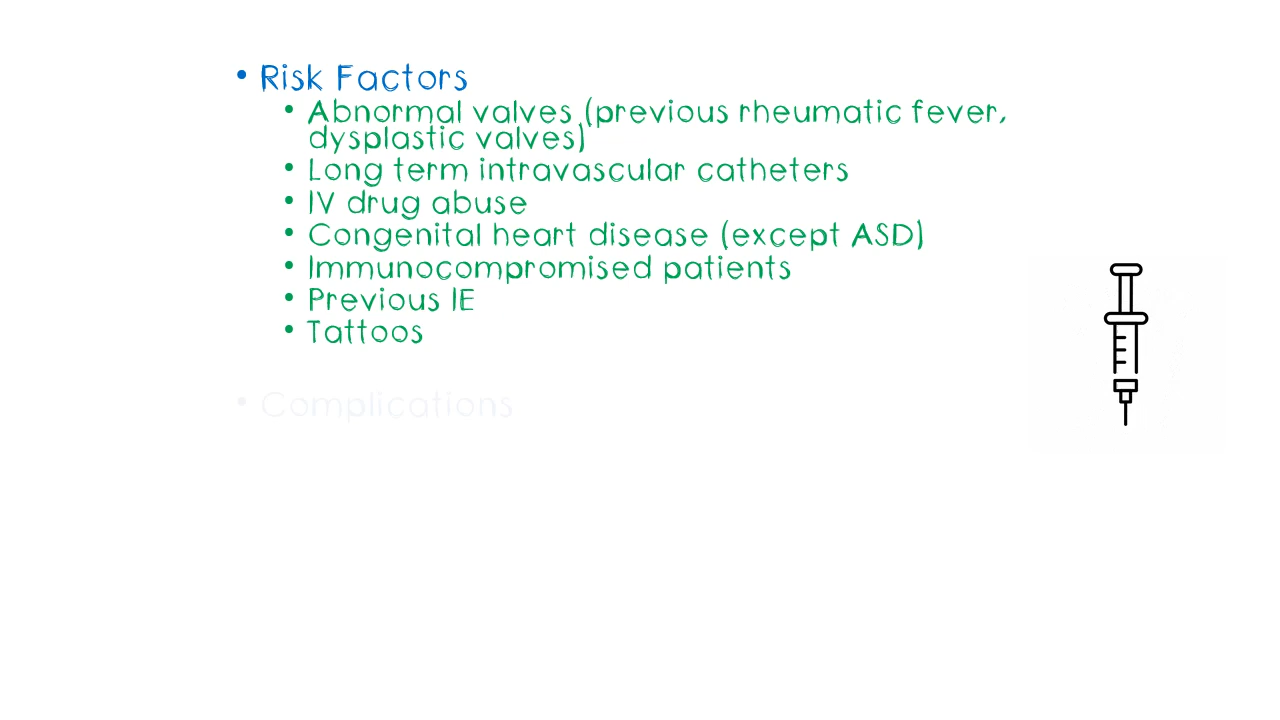 • Risk Factors
• Abnormal valves (previous rheumatic fever,
dysplastic valves)
• Long term intravascular catheters
• IV drug abuse
• Congenital heart disease (except ASD)
• Immunocompromised patients
• Previous IE
• Tattoos
• Complications